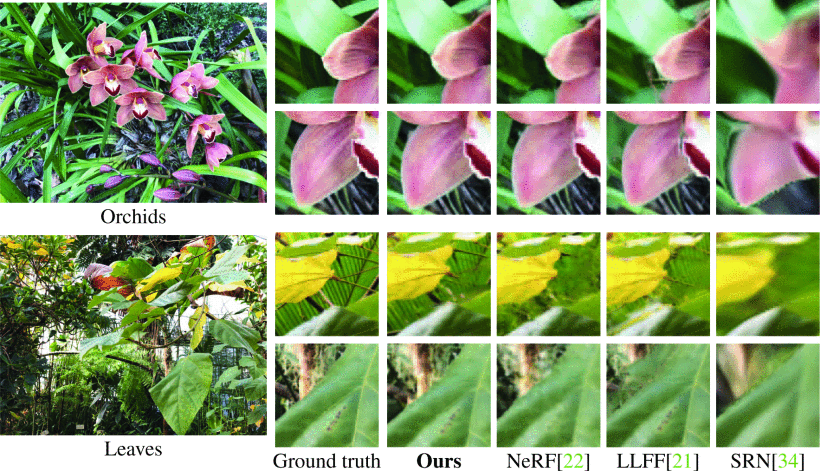 Orchids
Leaves
Ground truth
Ours
NeRF[22]
LLFF[21]
SRN[34]